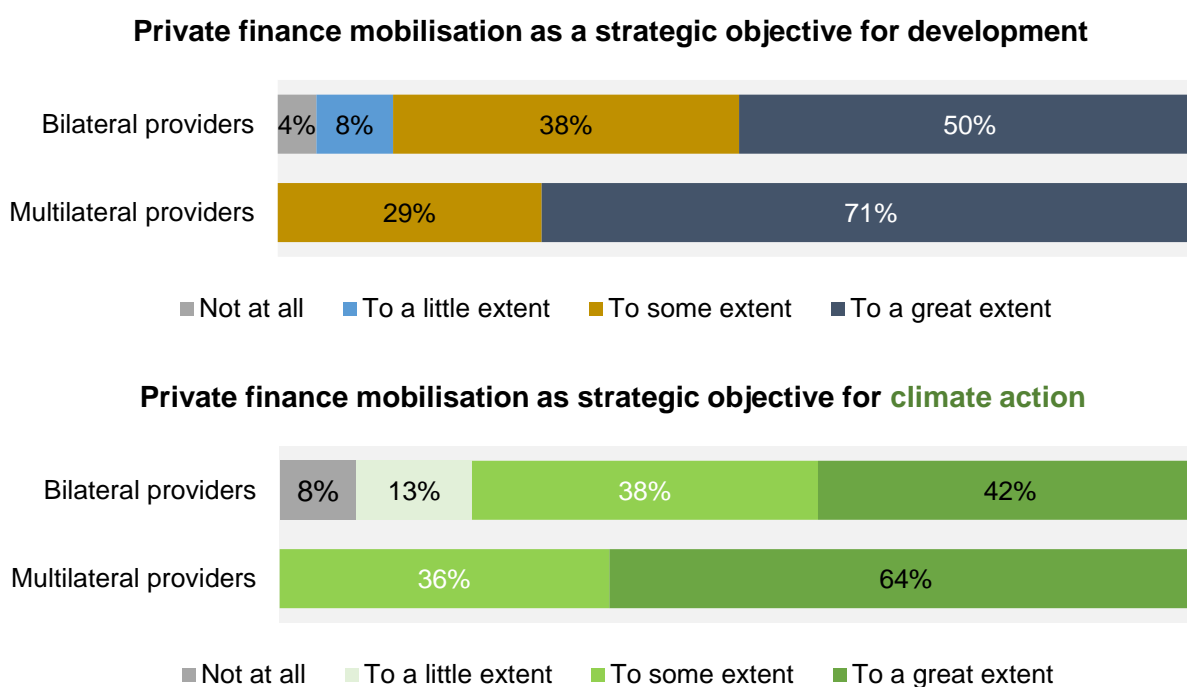 Private finance mobilisation as a strategic objective for development
Bilateral providers 4% 8% 38% 50%
Multilateral providers 29% 71%
Not at all To a little extent To some extent To a great extent
Private finance mobilisation as strategic objective for climate action
Bilateral providers 8% 13% 38% 42%
Multilateral providers 36% 64%
Not at all To a little extent To some extent To a great extent